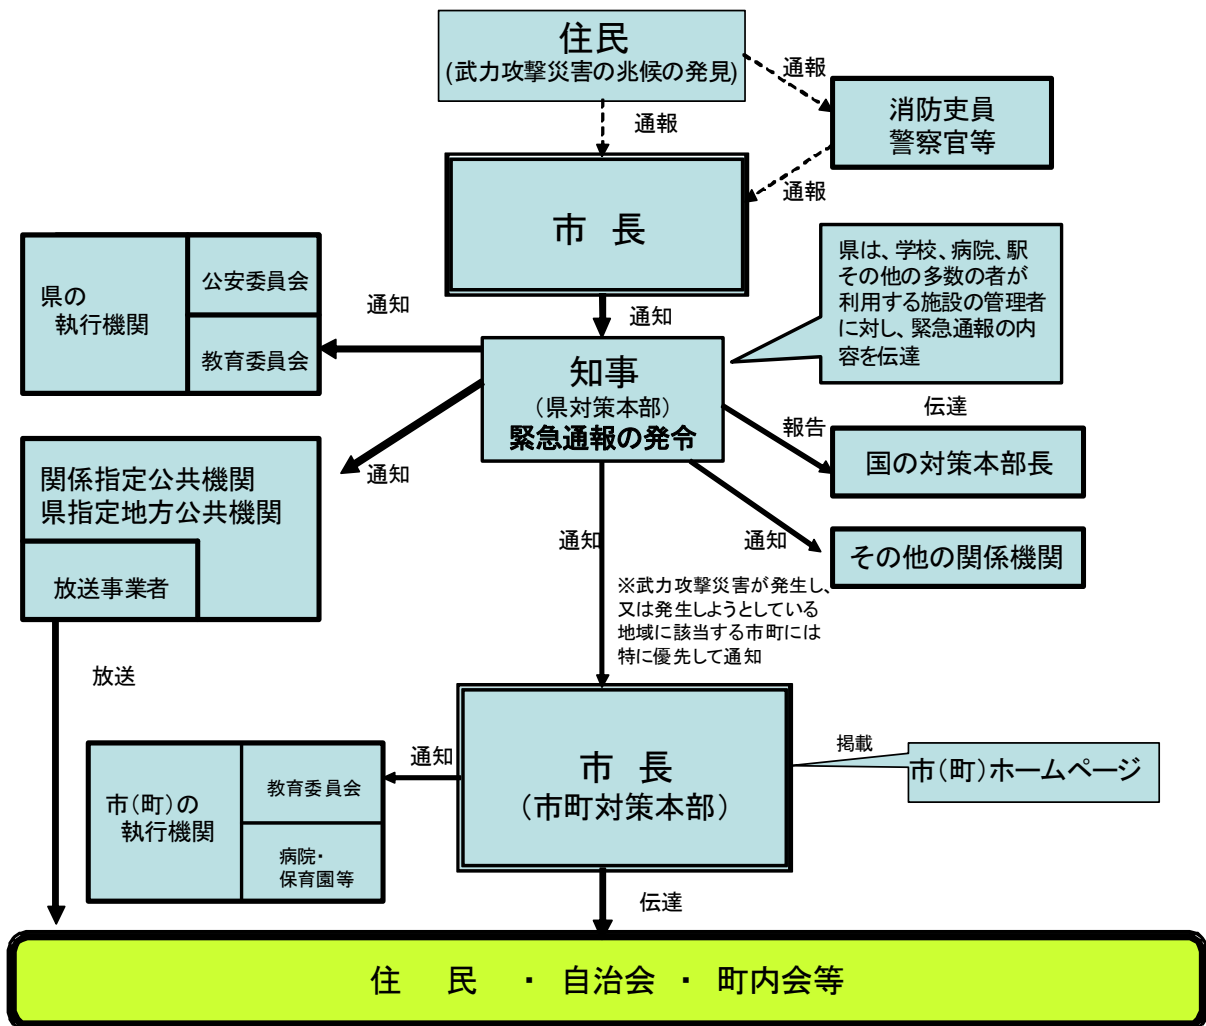 住民
(武力攻撃災害の兆候の発見)
通報
通報
消防吏員
警察官等
通報
市 長
県の
執行機関
公安委員会
教育委員会
通知
通知
県は、学校、病院、駅
その他の多数の者が
利用する施設の管理者
に対し、緊急通報の内
容を伝達
知事
(県対策本部)
緊急通報の発令
伝達
報告
国の対策本部長
通知
関係指定公共機関
県指定地方公共機関
放送事業者
通知
通知
その他の関係機関
※武力攻撃災害が発生し、
又は発生しようとしている
地域に該当する市町には
特に優先して通知
放送
市 長
(市町対策本部)
掲載
市(町)ホームページ
通知
市(町)の
執行機関
教育委員会
病院・
保育園等
伝達
住 民 ・ 自治会 ・ 町内会等